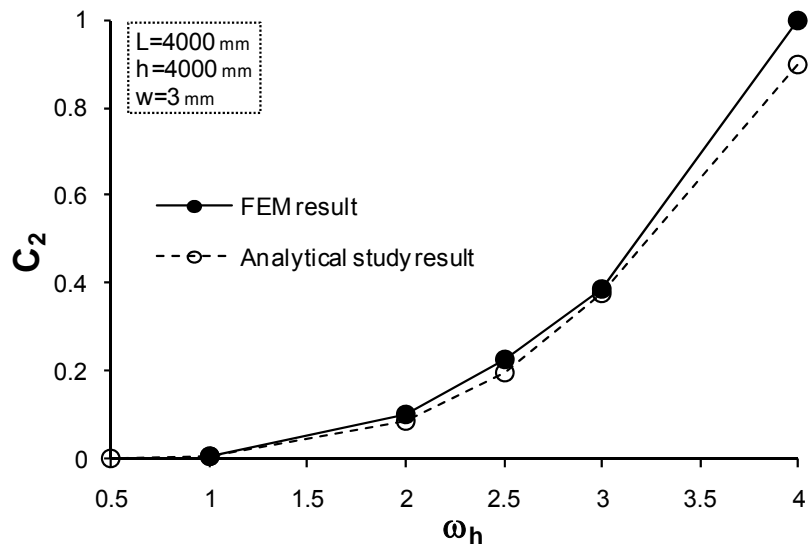 1
L=4000 mm
h=4000 mm
w=3 mm
0.8
0.6
FEM result
C₂
Analytical study result
0.4
0.2
0
0.5 1 1.5 2 2.5 3 3.5 4
ωₕ